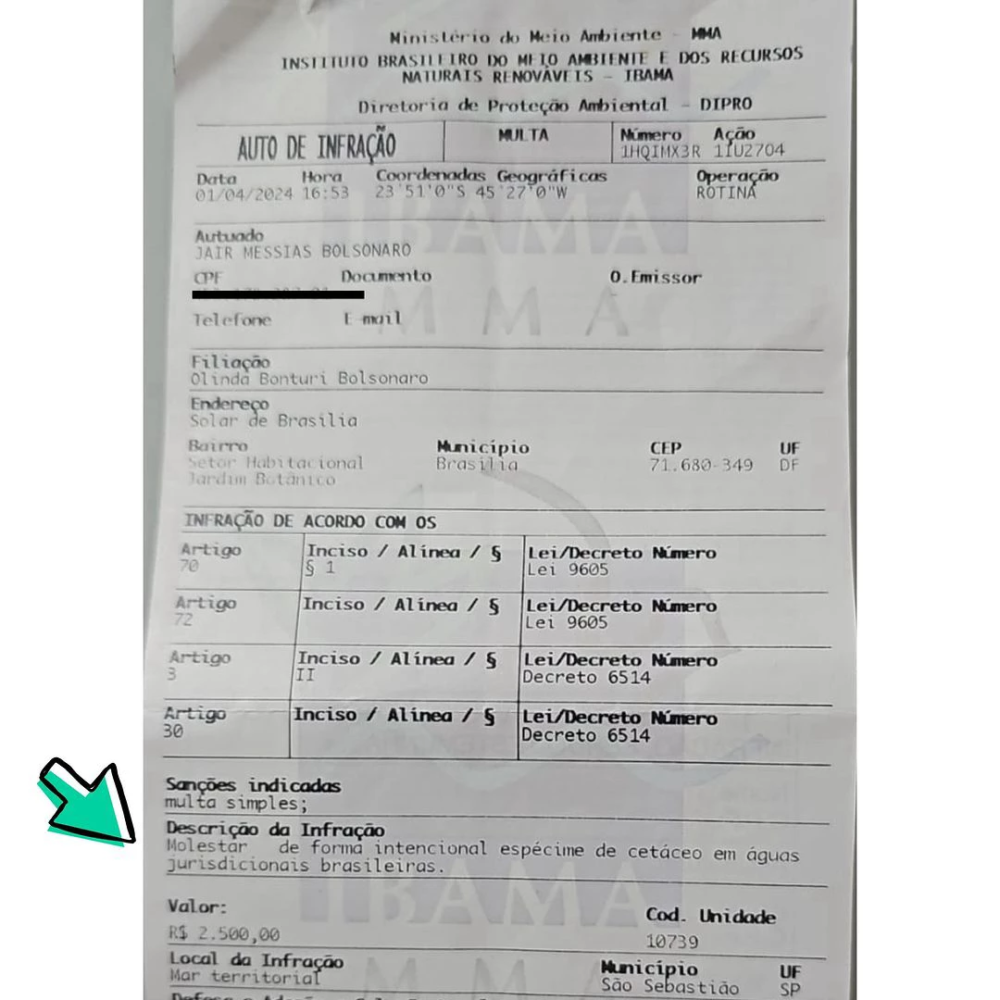 Ministério do Meio Ambiente - MMA
INSTITUTO BRASILEIRO DO MEIO AMBIENTE E DOS RECURSOS
NATURAIS RENOVÁVEIS - IBAMA
Diretoria de Proteção Ambiental - DIPRO
AUTO DE INFRAÇÃO MULTA Número Ação
1HQIMX3R 1IU2704
Data Hora Coordenadas Geográficas Operação
01/04/2024 16:53 23°51'0"S 45°27'0"W ROTINA
Autuado
JAIR MESSIAS BOLSONARO
CPF Documento O.Emissor
Telefone E-mail
Filiação
Olinda Bonturi Bolsonaro
Endereço
Solar de Brasília
Bairro Município CEP UF
Setor Habitacional Brasília 71.680-349 DF
Jardim Botânico
INFRAÇÃO DE ACORDO COM OS
Artigo Inciso / Alínea / § Lei/Decreto Número
70 § 1 Lei 9605
Artigo Inciso / Alínea / § Lei/Decreto Número
72 Lei 9605
Artigo Inciso / Alínea / § Lei/Decreto Número
3 II Decreto 6514
Artigo Inciso / Alínea / § Lei/Decreto Número
30 Decreto 6514
Sanções indicadas
multa simples;
Descrição da Infração
Molestar de forma intencional espécime de cetáceo em águas
jurisdicionais brasileiras.
Valor: Cod. Unidade
R$ 2.500,00 10739
Local da Infração Município UF
Mar territorial São Sebastião SP
IBAMA
MMA
IBAMA
MMA